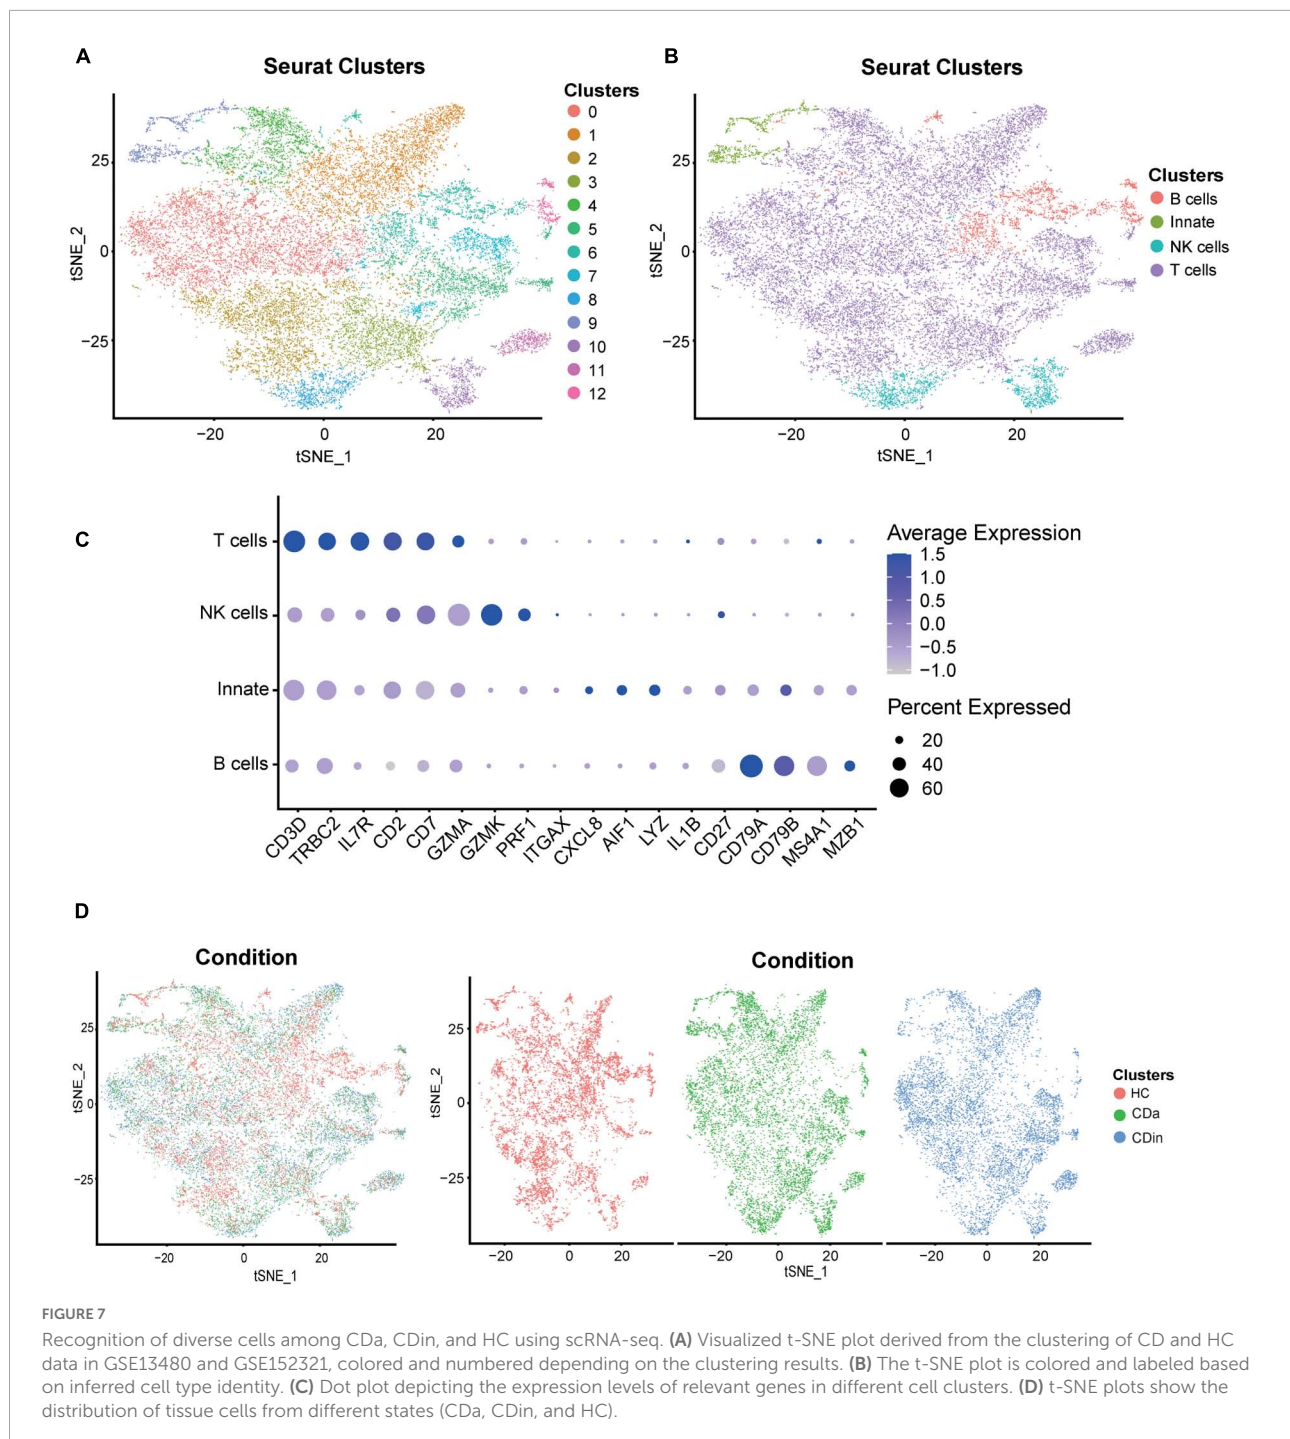 A
Seurat Clusters
Clusters
0
1
2
3
4
5
6
7
8
9
10
11
12
25
0
−25
tSNE_2
−20
0
20
tSNE_1
B
Seurat Clusters
Clusters
B cells
Innate
NK cells
T cells
25
0
−25
tSNE_2
−20
0
20
tSNE_1
C
T cells
NK cells
Innate
B cells
CD3D
TRBC2
IL7R
CD2
CD7
GZMA
GZMK
PRF1
ITGAX
CXCL8
AIF1
LYZ
IL1B
CD27
CD79A
CD79B
MS4A1
MZB1
Average Expression
1.5
1.0
0.5
0.0
−0.5
−1.0
Percent Expressed
20
40
60
D
Condition
25
0
−25
tSNE_2
−20
0
20
tSNE_1
Condition
25
0
−25
tSNE_2
−20
0
20
−20
0
20
−20
0
20
tSNE_1
Clusters
HC
CDa
CDin
FIGURE 7
Recognition of diverse cells among CDa, CDin, and HC using scRNA-seq. (A) Visualized t-SNE plot derived from the clustering of CD and HC
data in GSE13480 and GSE152321, colored and numbered depending on the clustering results. (B) The t-SNE plot is colored and labeled based
on inferred cell type identity. (C) Dot plot depicting the expression levels of relevant genes in different cell clusters. (D) t-SNE plots show the
distribution of tissue cells from different states (CDa, CDin, and HC).